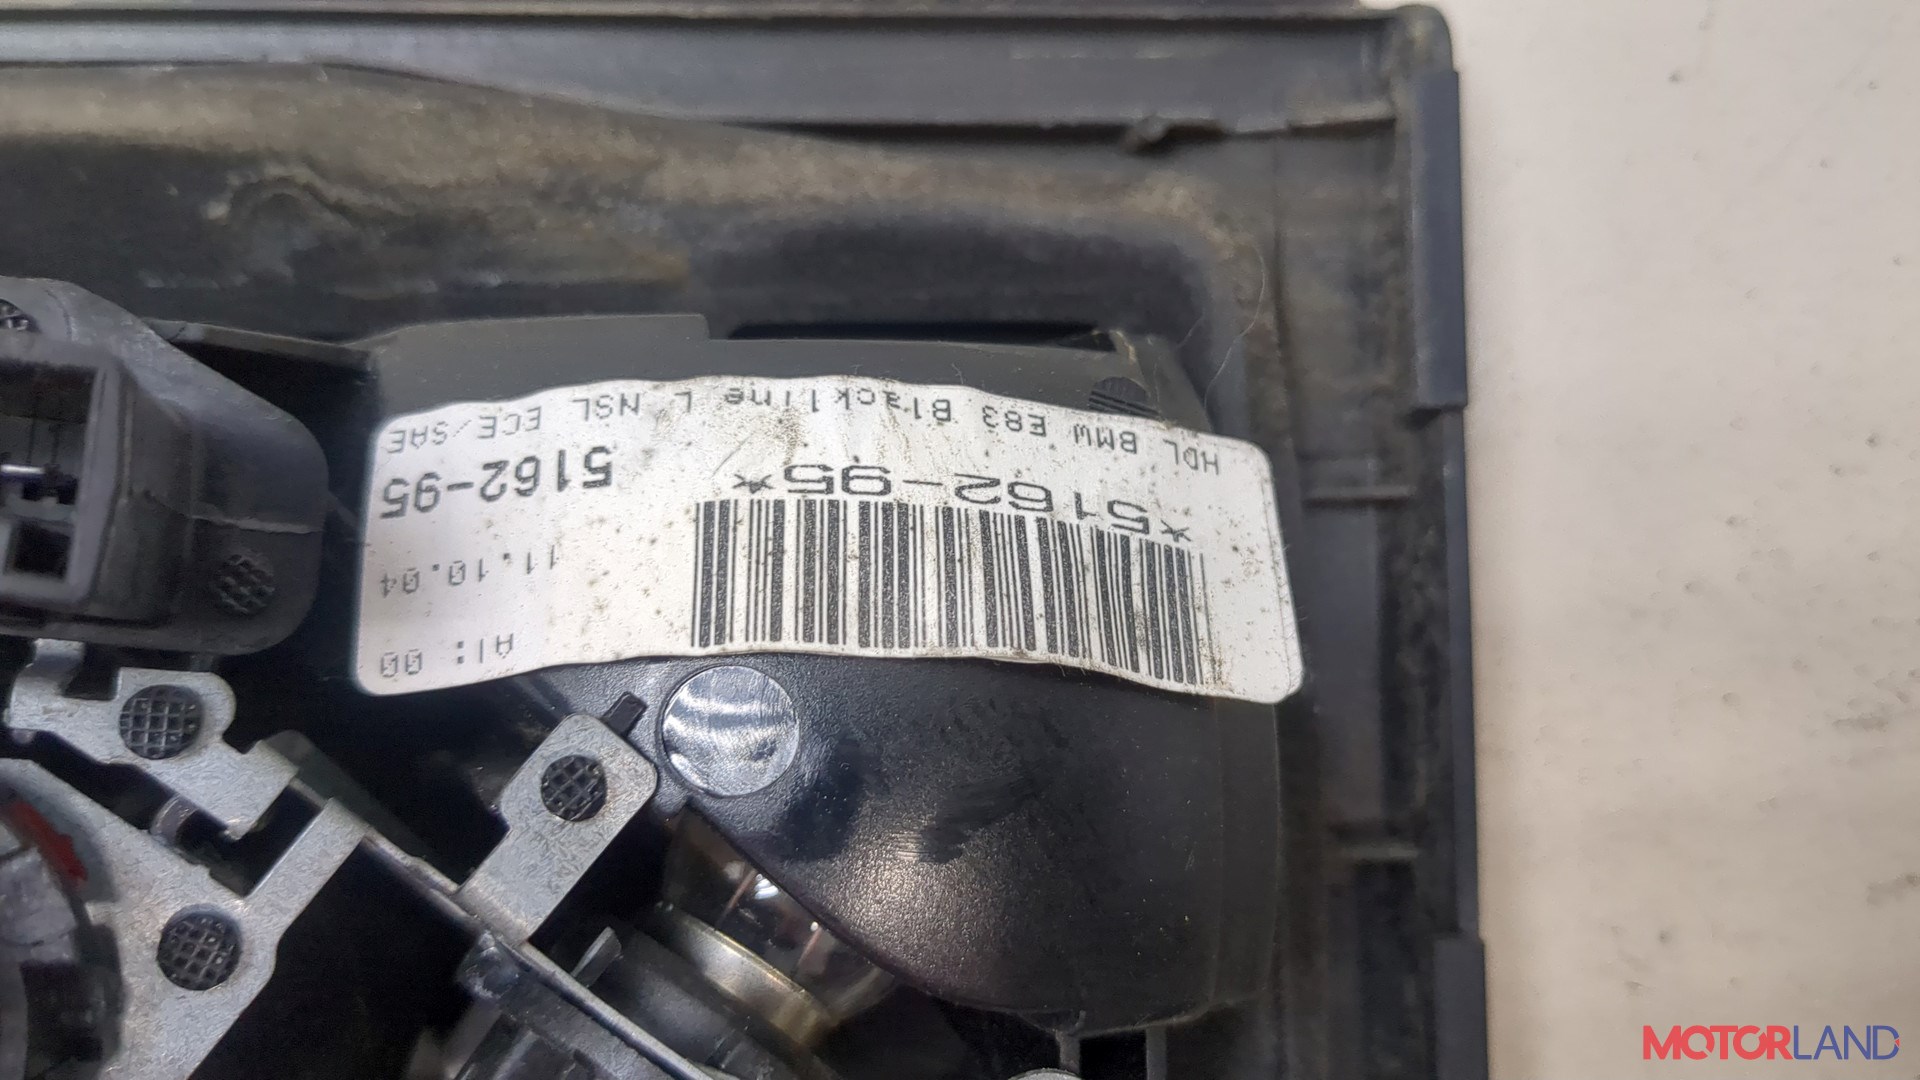 HDL BMW E83 Blackline L NSL ECE/SAE
*5162-95*
5162-95
11.10.04
AI: 00
MOTORLAND